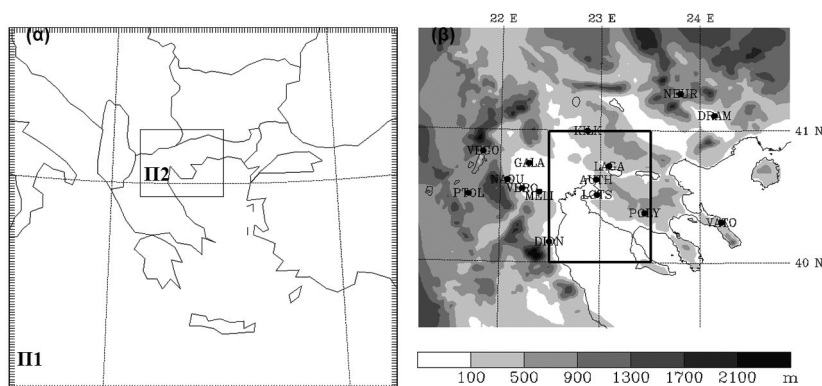 (α)
Π2
Π1
(β)
22 E
23 E
24 E
NEUR
DRAM
KILK
41 N
VEGO
GALA
LAGA
NAOU
AUTH
PTOL
VERO
MELI
LOTS
POLY
VATO
DION
40 N
100 500 900 1300 1700 2100
m